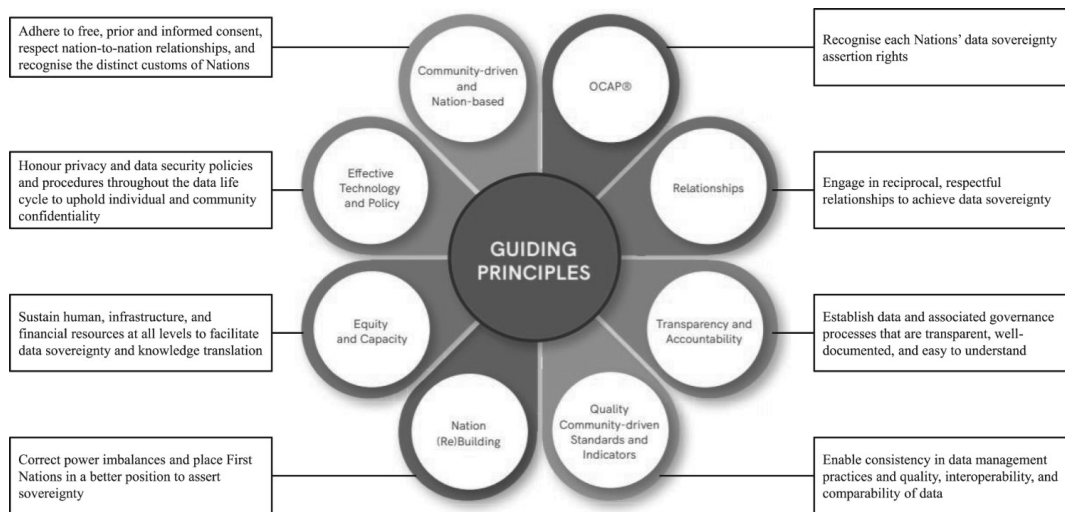 Adhere to free, prior and informed consent,
respect nation-to-nation relationships, and
recognise the distinct customs of Nations
Community-driven
and
Nation-based
OCAP®
Recognise each Nations’ data sovereignty
assertion rights
Honour privacy and data security policies
and procedures throughout the data life
cycle to uphold individual and community
confidentiality
Effective
Technology
and Policy
Relationships
Engage in reciprocal, respectful
relationships to achieve data sovereignty
GUIDING
PRINCIPLES
Sustain human, infrastructure, and
financial resources at all levels to facilitate
data sovereignty and knowledge translation
Equity
and Capacity
Transparency and
Accountability
Establish data and associated governance
processes that are transparent, well-
documented, and easy to understand
Correct power imbalances and place First
Nations in a better position to assert
sovereignty
Nation
(Re)Building
Quality
Community-driven
Standards and
Indicators
Enable consistency in data management
practices and quality, interoperability, and
comparability of data